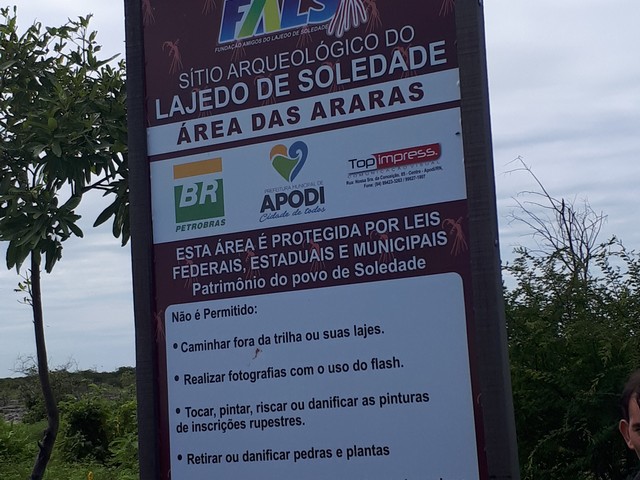 FALS
FUNDAÇÃO AMIGOS DO LAJEDO DE SOLEDADE
SÍTIO ARQUEOLÓGICO DO
LAJEDO DE SOLEDADE
ÁREA DAS ARARAS
BR
PETROBRAS
PREFEITURA MUNICIPAL DE
APODI
Cidade de todos
Top Impress.
COMUNICAÇÃO VISUAL
ESTA ÁREA É PROTEGIDA POR LEIS
FEDERAIS, ESTADUAIS E MUNICIPAIS
Patrimônio do povo de Soledade
Não é Permitido:
• Caminhar fora da trilha ou suas lajes.
• Realizar fotografias com o uso do flash.
• Tocar, pintar, riscar ou danificar as pinturas
de inscrições rupestres.
• Retirar ou danificar pedras e plantas